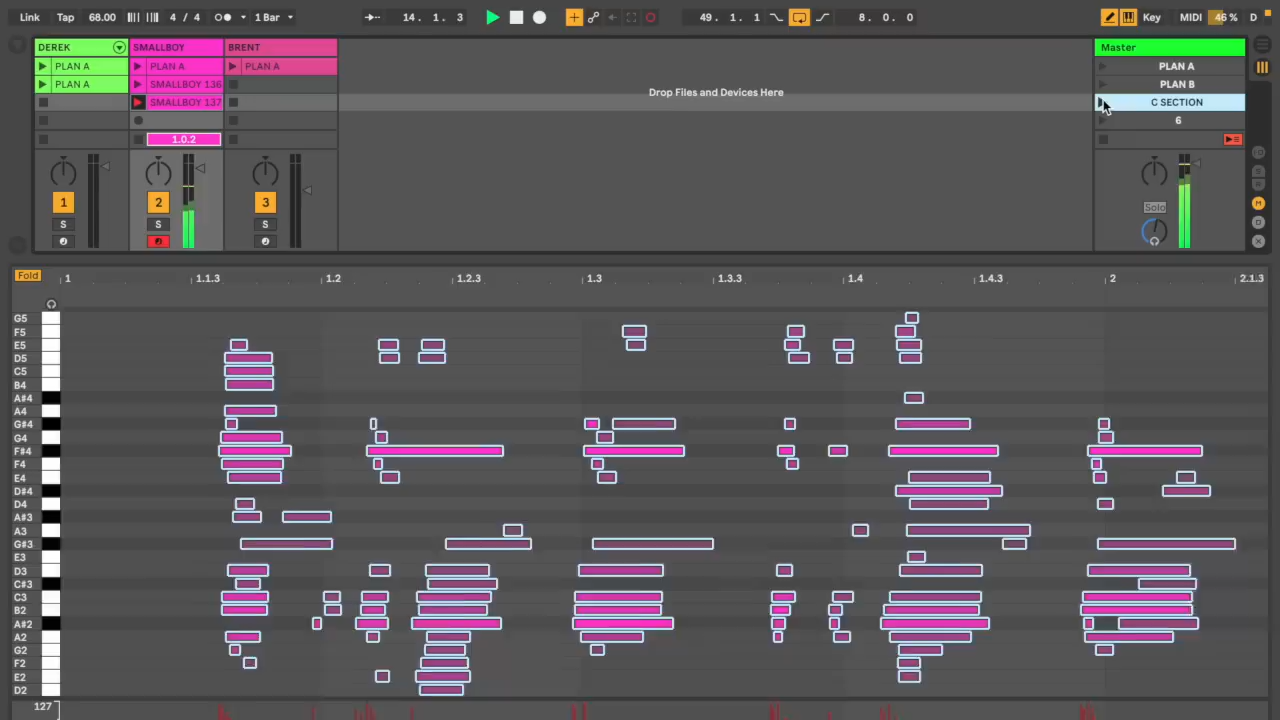 Link Tap 68.00 4 / 4 1 Bar 14. 1. 3 49. 1. 1 8. 0. 0 Key MIDI 46 % D
DEREK SMALLBOY BRENT Master
PLAN A PLAN A PLAN A PLAN A
PLAN A SMALLBOY 136 PLAN B
SMALLBOY 137 C SECTION
Drop Files and Devices Here
6
1.0.2
1 2 3
S S S Solo
M
D
X
Fold 1 1.1.3 1.2 1.2.3 1.3 1.3.3 1.4 1.4.3 2 2.1.3
G5
F5
E5
D5
C5
B4
A#4
A4
G#4
G4
F#4
F4
E4
D#4
D4
A#3
A3
G#3
E3
D3
C#3
C3
B2
A#2
A2
G2
F2
E2
D2
127